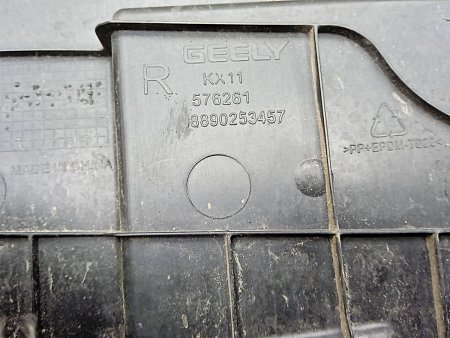 GEELY
R
KX11
576261
8890253457
MADE IN CHINA
>PP+EPDM-TD20<